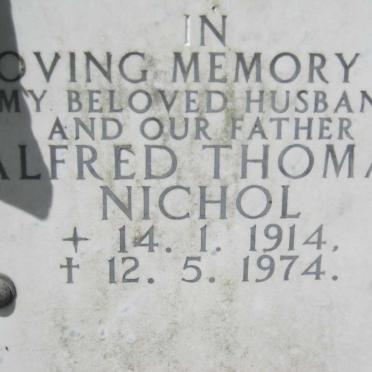 IN
OVING MEMORY
MY BELOVED HUSBAN
AND OUR FATHER
ALFRED THOMA
NICHOL
+ 14. 1. 1914,
† 12. 5. 1974.